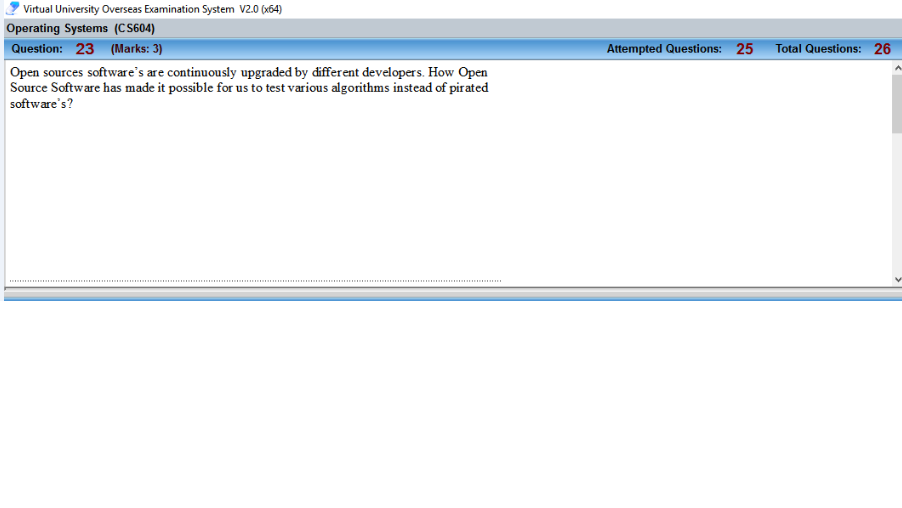 Virtual University Overseas Examination System V2.0 (x64)
Operating Systems (CS604)
Question: 23 (Marks: 3) Attempted Questions: 25 Total Questions: 26
Open sources software's are continuously upgraded by different developers. How Open
Source Software has made it possible for us to test various algorithms instead of pirated
software's?